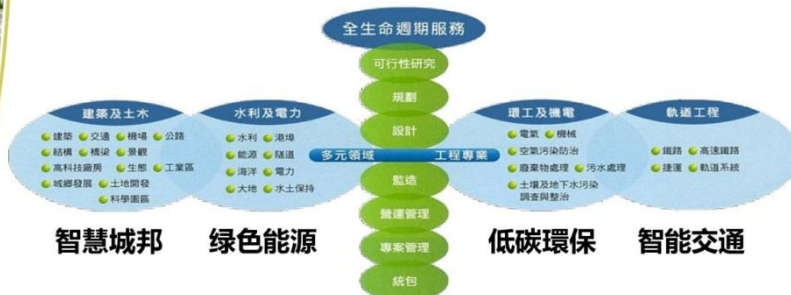 全生命週期服務
可行性研究
規劃
設計
多元領域 工程專業
監造
營運管理
專案管理
統包
建築及土木
建築 交通 機場 公路
結構 橋梁 景觀
高科技廠房 生態 工業區
城鄉發展 土地開發
科學園區
智慧城邦
水利及電力
水利 港埠
能源 隧道
海洋 電力
大地 水土保持
绿色能源
環工及機電
電氣 機械
空氣污染防治
廢棄物處理 污水處理
土壤及地下水污染
調查與整治
低碳環保
軌道工程
鐵路 高速鐵路
捷運 軌道系統
智能交通